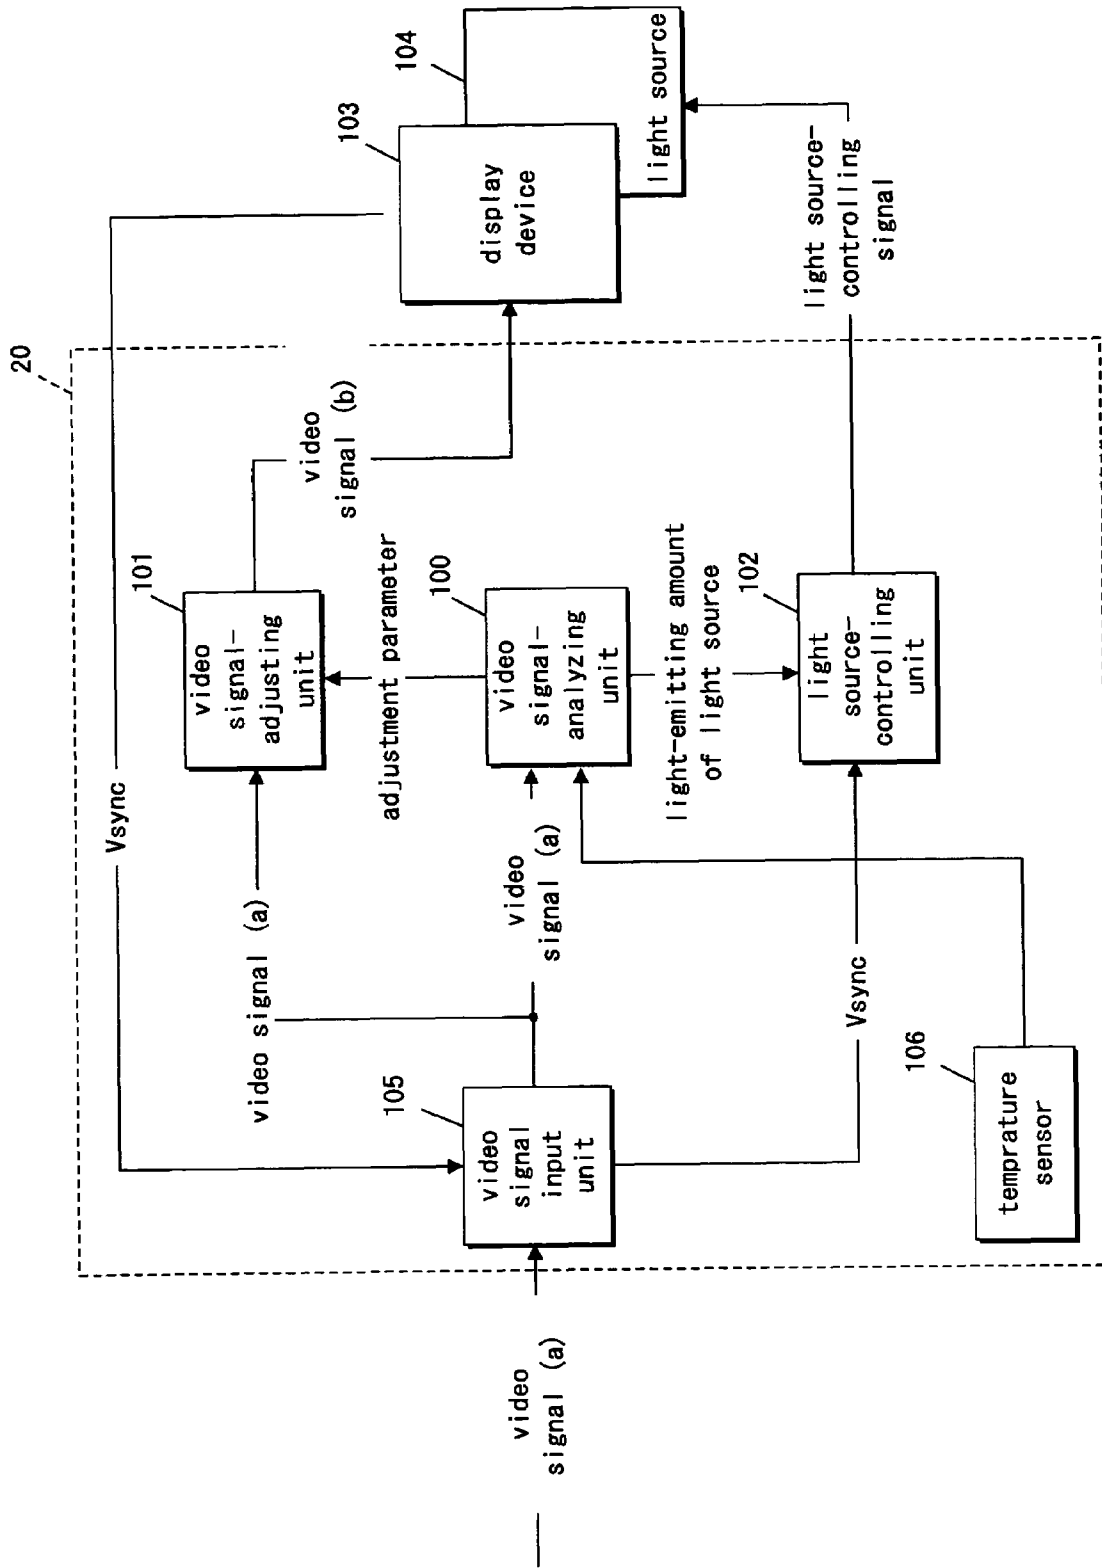 20
Vsync
103
104
display
device
light source
video
signal (b)
101
video
signal-
adjusting
unit
video signal (a)
adjustment parameter
105
video
signal
input
unit
video
signal (a)
100
video
signal-
analyzing
unit
video
signal (a)
light-emitting amount
of light source
102
light
source-
controlling
unit
light source-
controlling
signal
Vsync
106
temprature
sensor